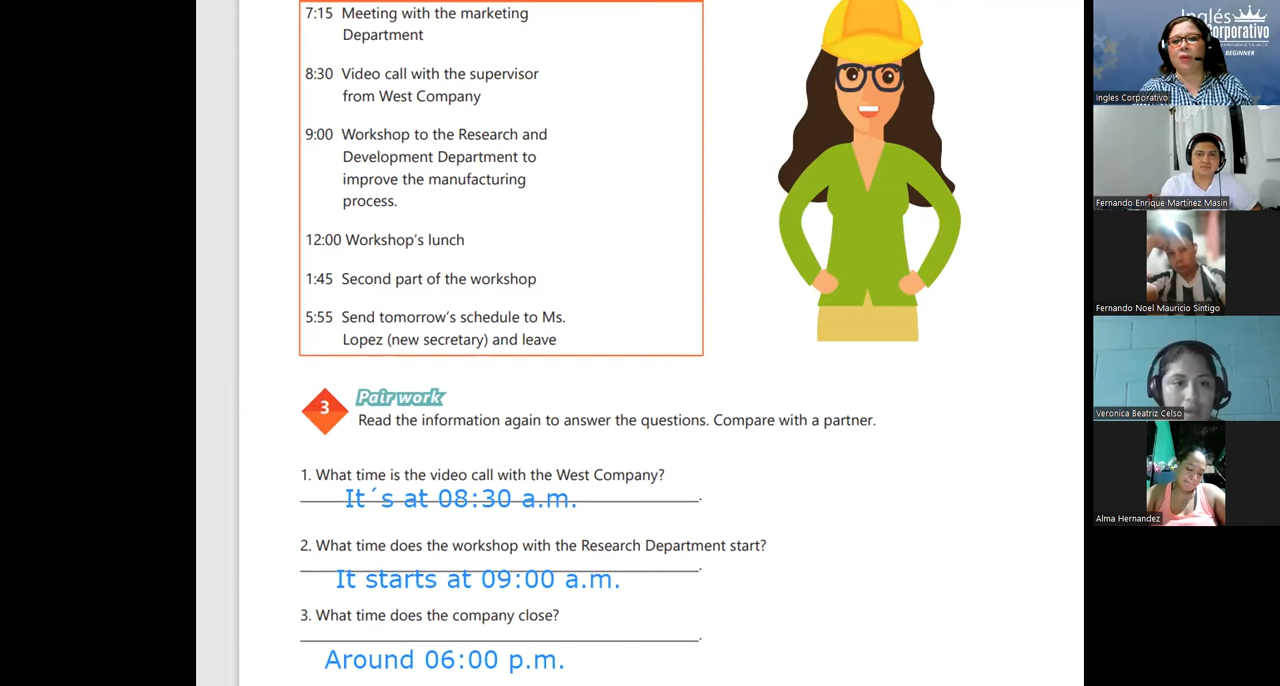 7:15 Meeting with the marketing
Department
8:30 Video call with the supervisor
from West Company
9:00 Workshop to the Research and
Development Department to
improve the manufacturing
process.
12:00 Workshop's lunch
1:45 Second part of the workshop
5:55 Send tomorrow's schedule to Ms.
Lopez (new secretary) and leave
3 Pair work
Read the information again to answer the questions. Compare with a partner.
1. What time is the video call with the West Company?
It´s at 08:30 a.m.
2. What time does the workshop with the Research Department start?
It starts at 09:00 a.m.
3. What time does the company close?
Around 06:00 p.m.
Inglés
Corporativo
BEGINNER
Ingles Corporativo
Fernando Enrique Martínez Masin
Fernando Noel Mauricio Sintigo
Veronica Beatriz Celso
Alma Hernandez